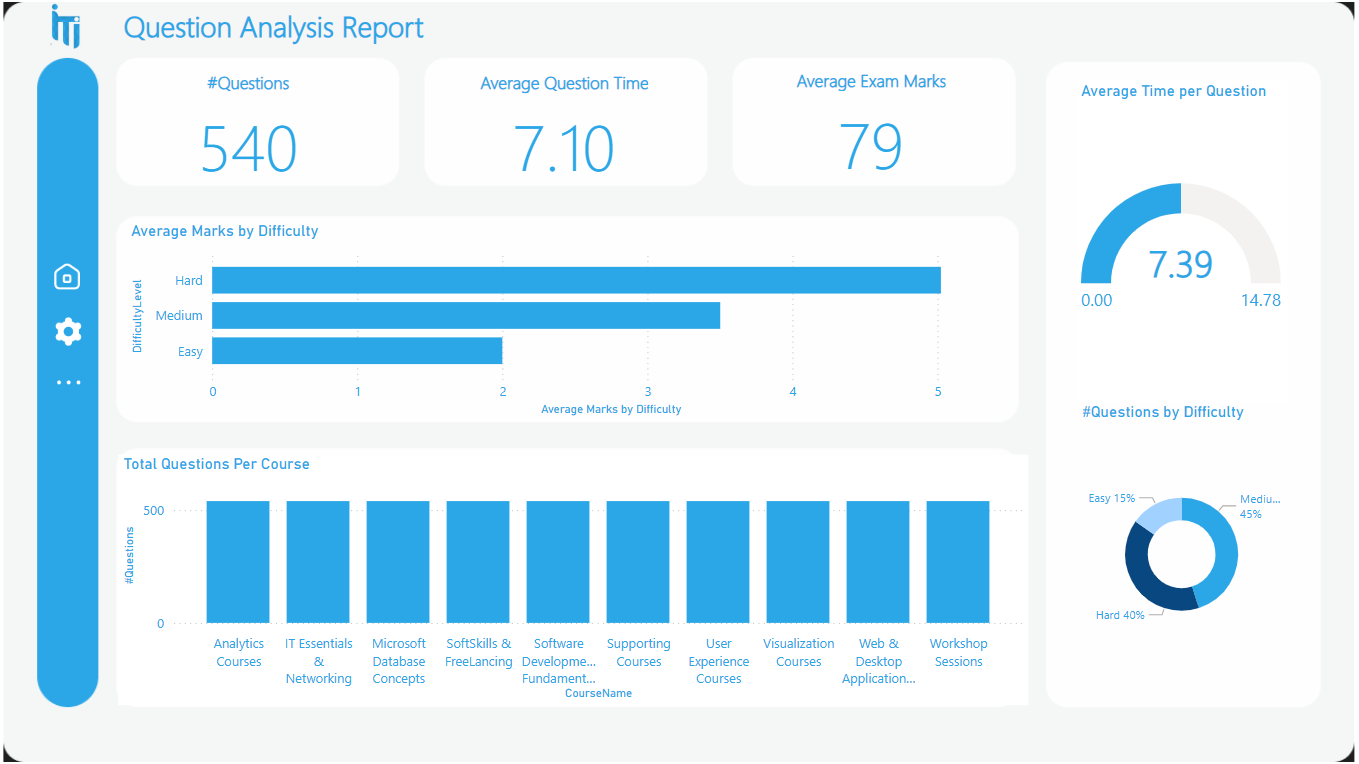 iTi
Question Analysis Report
#Questions
540
Average Question Time
7.10
Average Exam Marks
79
Average Marks by Difficulty
DifficultyLevel
Hard
Medium
Easy
0 1 2 3 4 5
Average Marks by Difficulty
Total Questions Per Course
#Questions
500
0
Analytics
Courses
IT Essentials
&
Networking
Microsoft
Database
Concepts
SoftSkills &
FreeLancing
Software
Developme...
Fundament...
Supporting
Courses
User
Experience
Courses
Visualization
Courses
Web &
Desktop
Application...
Workshop
Sessions
CourseName
Average Time per Question
7.39
0.00 14.78
#Questions by Difficulty
Easy 15%
Mediu...
45%
Hard 40%